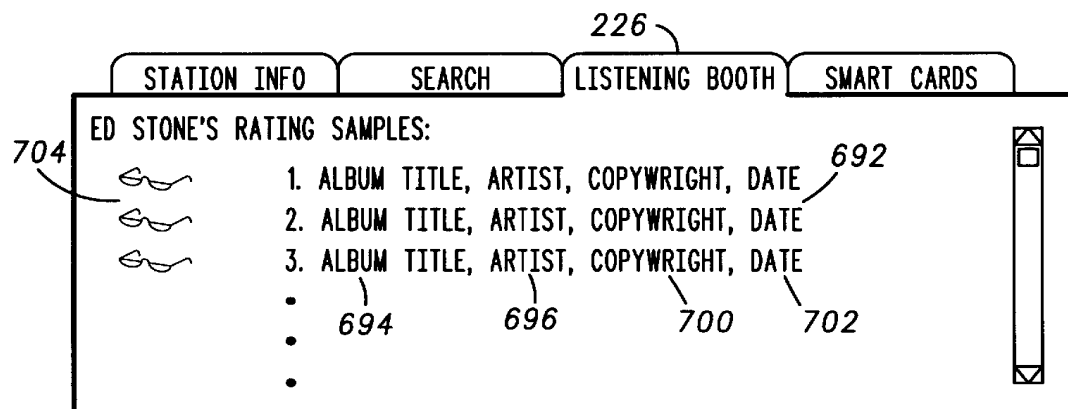 226
STATION INFO SEARCH LISTENING BOOTH SMART CARDS
ED STONE'S RATING SAMPLES:
704 692
1. ALBUM TITLE, ARTIST, COPYWRIGHT, DATE
2. ALBUM TITLE, ARTIST, COPYWRIGHT, DATE
3. ALBUM TITLE, ARTIST, COPYWRIGHT, DATE
694 696 700 702